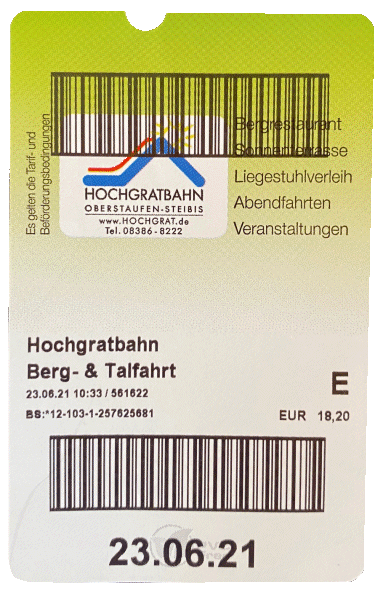 Es gelten die Tarif- und
Beförderungsbedingungen
HOCHGRATBAHN
OBERSTAUFEN-STEIBIS
www.HOCHGRAT.de
Tel. 08386-8222
Bergrestaurant
Sonnenterrasse
Liegestuhlverleih
Abendfahrten
Veranstaltungen
Hochgratbahn
Berg- & Talfahrt
23.06.21 10:33 / 561622
E
BS:*12-103-1-257625681
EUR 18,20
23.06.21